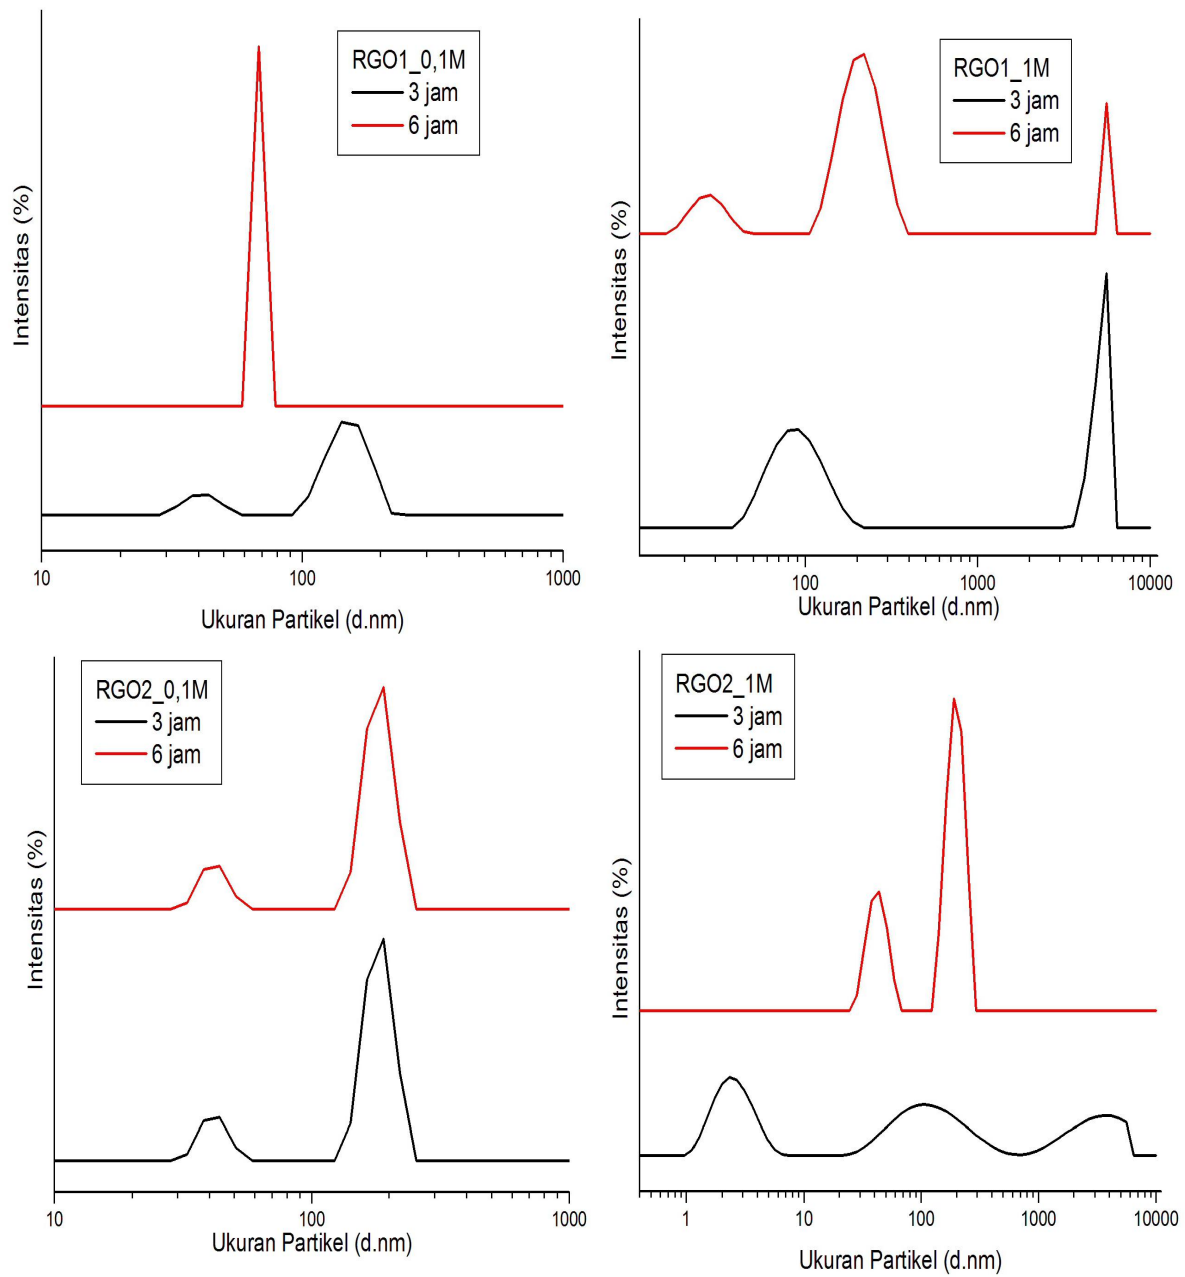 RGO1_0,1M
3 jam
6 jam
Intensitas (%)
10
100
1000
Ukuran Partikel (d.nm)
RGO1_1M
3 jam
6 jam
Intensitas (%)
100
1000
10000
Ukuran Partikel (d.nm)
RGO2_0,1M
3 jam
6 jam
Intensitas (%)
10
100
1000
Ukuran Partikel (d.nm)
RGO2_1M
3 jam
6 jam
Intensitas (%)
1
10
100
1000
10000
Ukuran Partikel (d.nm)